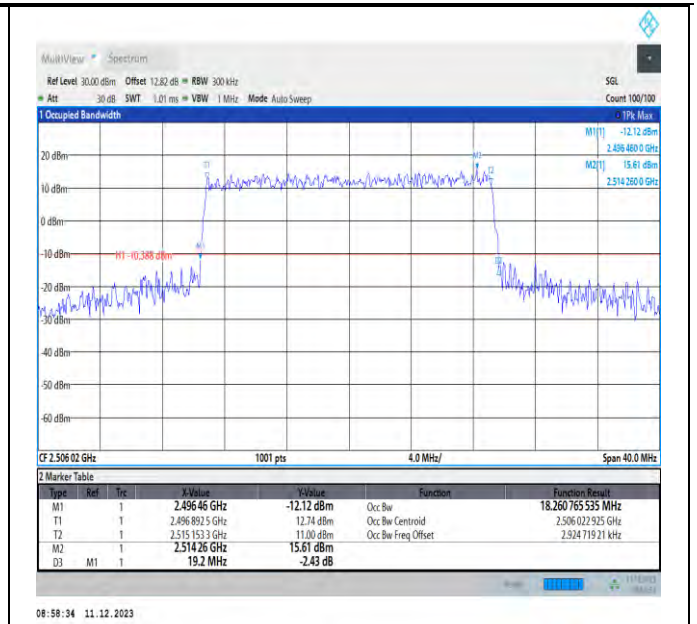 MultiView Spectrum
Ref Level 30.00 dBm Offset 12.82 dB RBW 300 kHz SGL
Att 30 dB SWT 1.01 ms VBW 1 MHz Mode Auto Sweep Count 100/100
1 Occupied Bandwidth 1Pk Max
M1[1] -12.12 dBm
2.496 460 0 GHz
M2[1] 15.61 dBm
2.514 260 0 GHz
20 dBm
10 dBm
0 dBm
-10 dBm
H1 -10.388 dBm
-20 dBm
-30 dBm
-40 dBm
-50 dBm
-60 dBm
T1
M2
T2
M1
CF 2.506 02 GHz 1001 pts 4.0 MHz/ Span 40.0 MHz
2 Marker Table
Type Ref Trc X-Value Y-Value Function Function Result
M1 1 2.496 46 GHz -12.12 dBm Occ Bw 18.260 765 535 MHz
T1 1 2.496 892 5 GHz 12.74 dBm Occ Bw Centroid 2.506 022 925 GHz
T2 1 2.515 153 3 GHz 11.00 dBm Occ Bw Freq Offset 2.924 719 21 kHz
M2 1 2.514 26 GHz 15.61 dBm
D3 M1 1 19.2 MHz -2.43 dB
08:58:34 11.12.2023